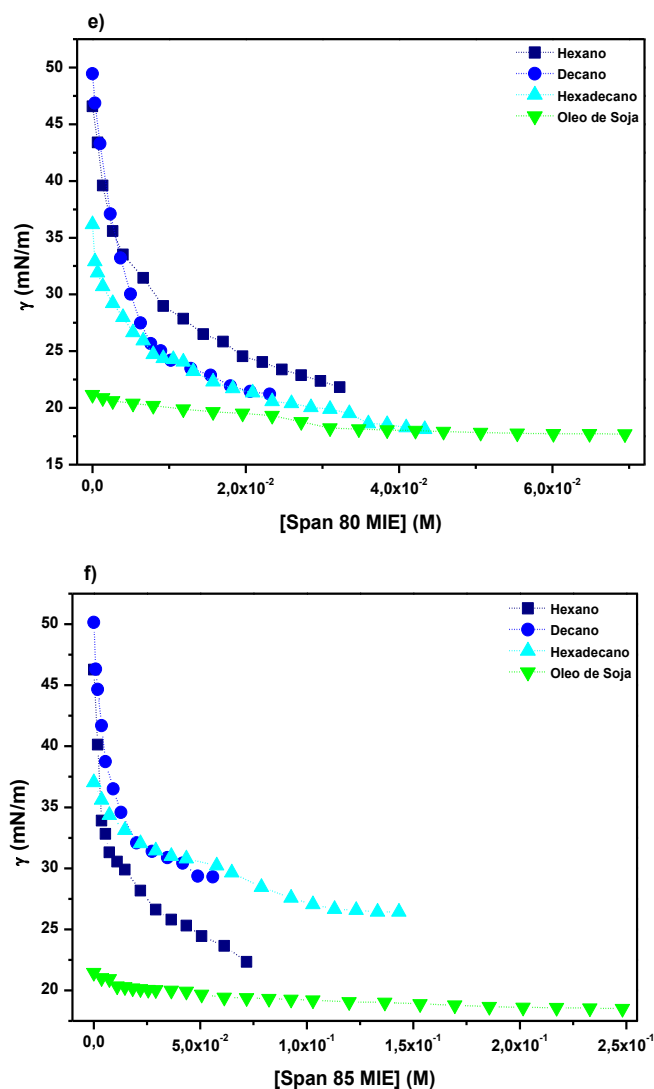 e)
Hexano
Decano
Hexadecano
Oleo de Soja
50
45
40
35
30
25
20
15
γ (mN/m)
0,0
2,0x10⁻²
4,0x10⁻²
6,0x10⁻²
[Span 80 MIE] (M)
f)
Hexano
Decano
Hexadecano
Oleo de Soja
50
45
40
35
30
25
20
γ (mN/m)
0,0
5,0x10⁻²
1,0x10⁻¹
1,5x10⁻¹
2,0x10⁻¹
2,5x10⁻¹
[Span 85 MIE] (M)